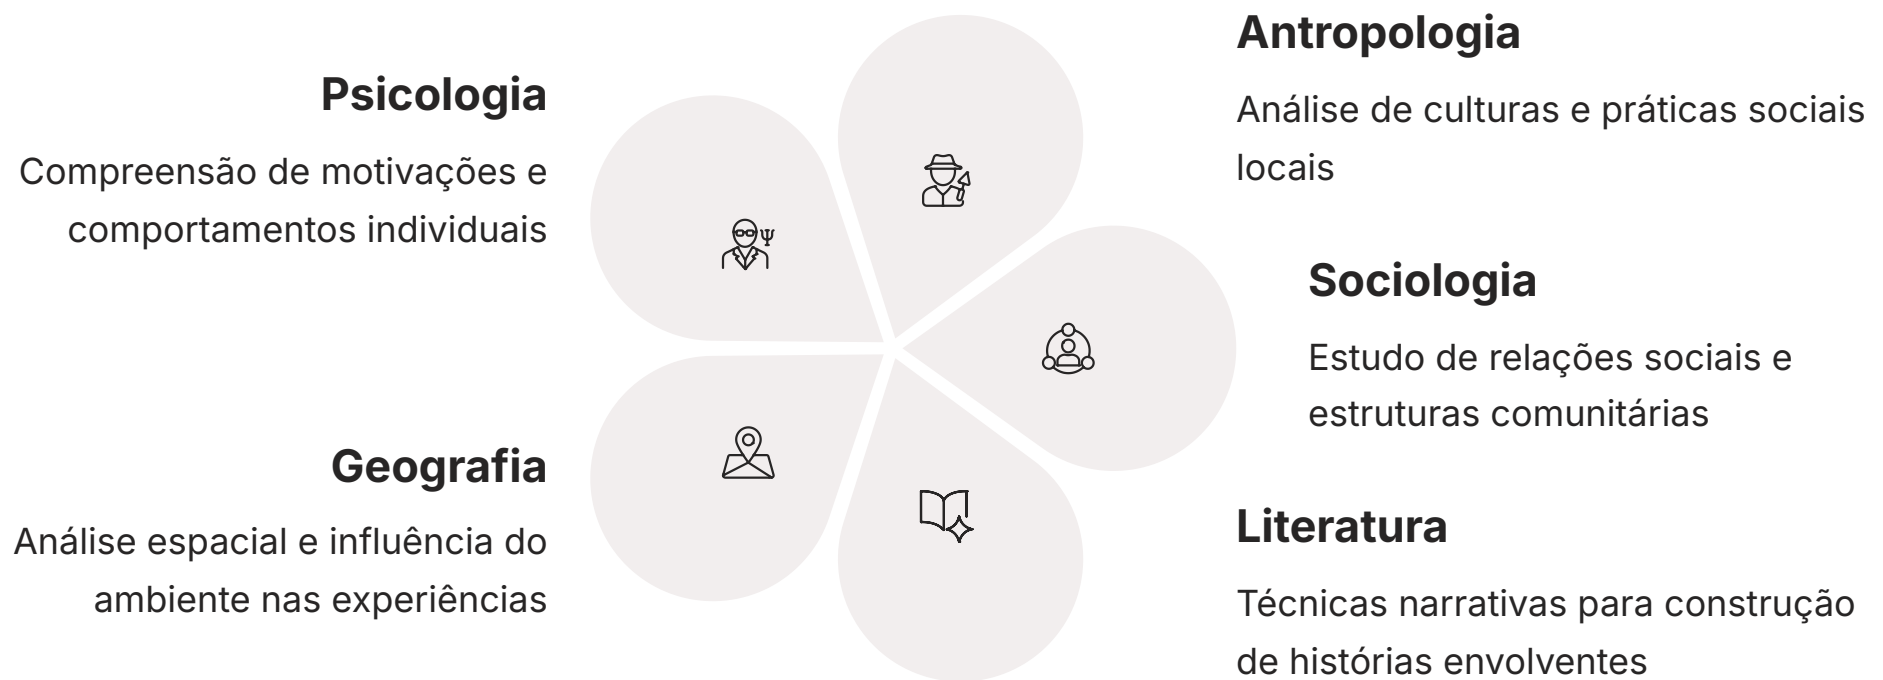 Psicologia
Compreensão de motivações e
comportamentos individuais
Geografia
Análise espacial e influência do
ambiente nas experiências
Antropologia
Análise de culturas e práticas sociais
locais
Sociologia
Estudo de relações sociais e
estruturas comunitárias
Literatura
Técnicas narrativas para construção
de histórias envolventes